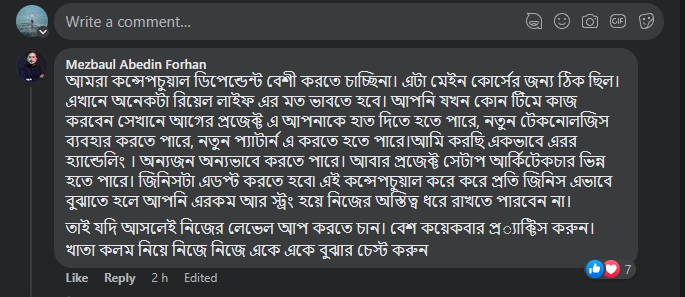 Write a comment...
GIF
Mezbaul Abedin Forhan
আমরা কন্সেপচুয়াল ডিপেন্ডেন্ট বেশী করতে চাচ্ছিনা। এটা মেইন কোর্সের জন্য ঠিক ছিল।
এখানে অনেকটা রিয়েল লাইফ এর মত ভাবতে হবে। আপনি যখন কোন টিমে কাজ
করবেন সেখানে আগের প্রজেক্ট এ আপনাকে হাত দিতে হতে পারে, নতুন টেকনোলজিস
ব্যবহার করতে পারে, নতুন প্যাটার্ন এ করতে হতে পারে।আমি করছি একভাবে এরর
হ্যান্ডেলিং । অন্যজন অন্যভাবে করতে পারে। আবার প্রজেক্ট সেটাপ আর্কিটেকচার ভিন্ন
হতে পারে। জিনিসটা এডপ্ট করতে হবে। এই কন্সেপচুয়াল করে করে প্রতি জিনিস এভাবে
বুঝাতে হলে আপনি এরকম আর স্ট্রং হয়ে নিজের অস্তিত্ব ধরে রাখতে পারবেন না।
তাই যদি আসলেই নিজের লেভেল আপ করতে চান। বেশ কয়েকবার প্র্যাক্টিস করুন।
খাতা কলম নিয়ে নিজে নিজে একে একে বুঝার চেস্ট করুন
7
Like Reply 2 h Edited